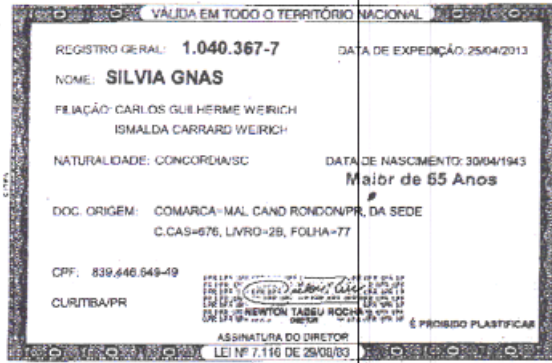 VÁLIDA EM TODO O TERRITÓRIO NACIONAL
REGISTRO GERAL: 1.040.367-7 DATA DE EXPEDIÇÃO: 25/04/2013
NOME: SILVIA GNAS
FILIAÇÃO: CARLOS GUILHERME WEIRICH
ISMALDA CARRARD WEIRICH
NATURALIDADE: CONCORDIA/SC DATA DE NASCIMENTO: 30/04/1943
Maior de 65 Anos
DOC. ORIGEM: COMARCA=MAL CAND RONDON/PR, DA SEDE
C.CAS=676, LIVRO=2B, FOLHA=77
CPF: 839.446.649-49
CURITIBA/PR
NEWTON TADEU ROCHA
DIRETOR
É PROIBIDO PLASTIFICAR
ASSINATURA DO DIRETOR
LEI Nº 7.116 DE 29/08/83